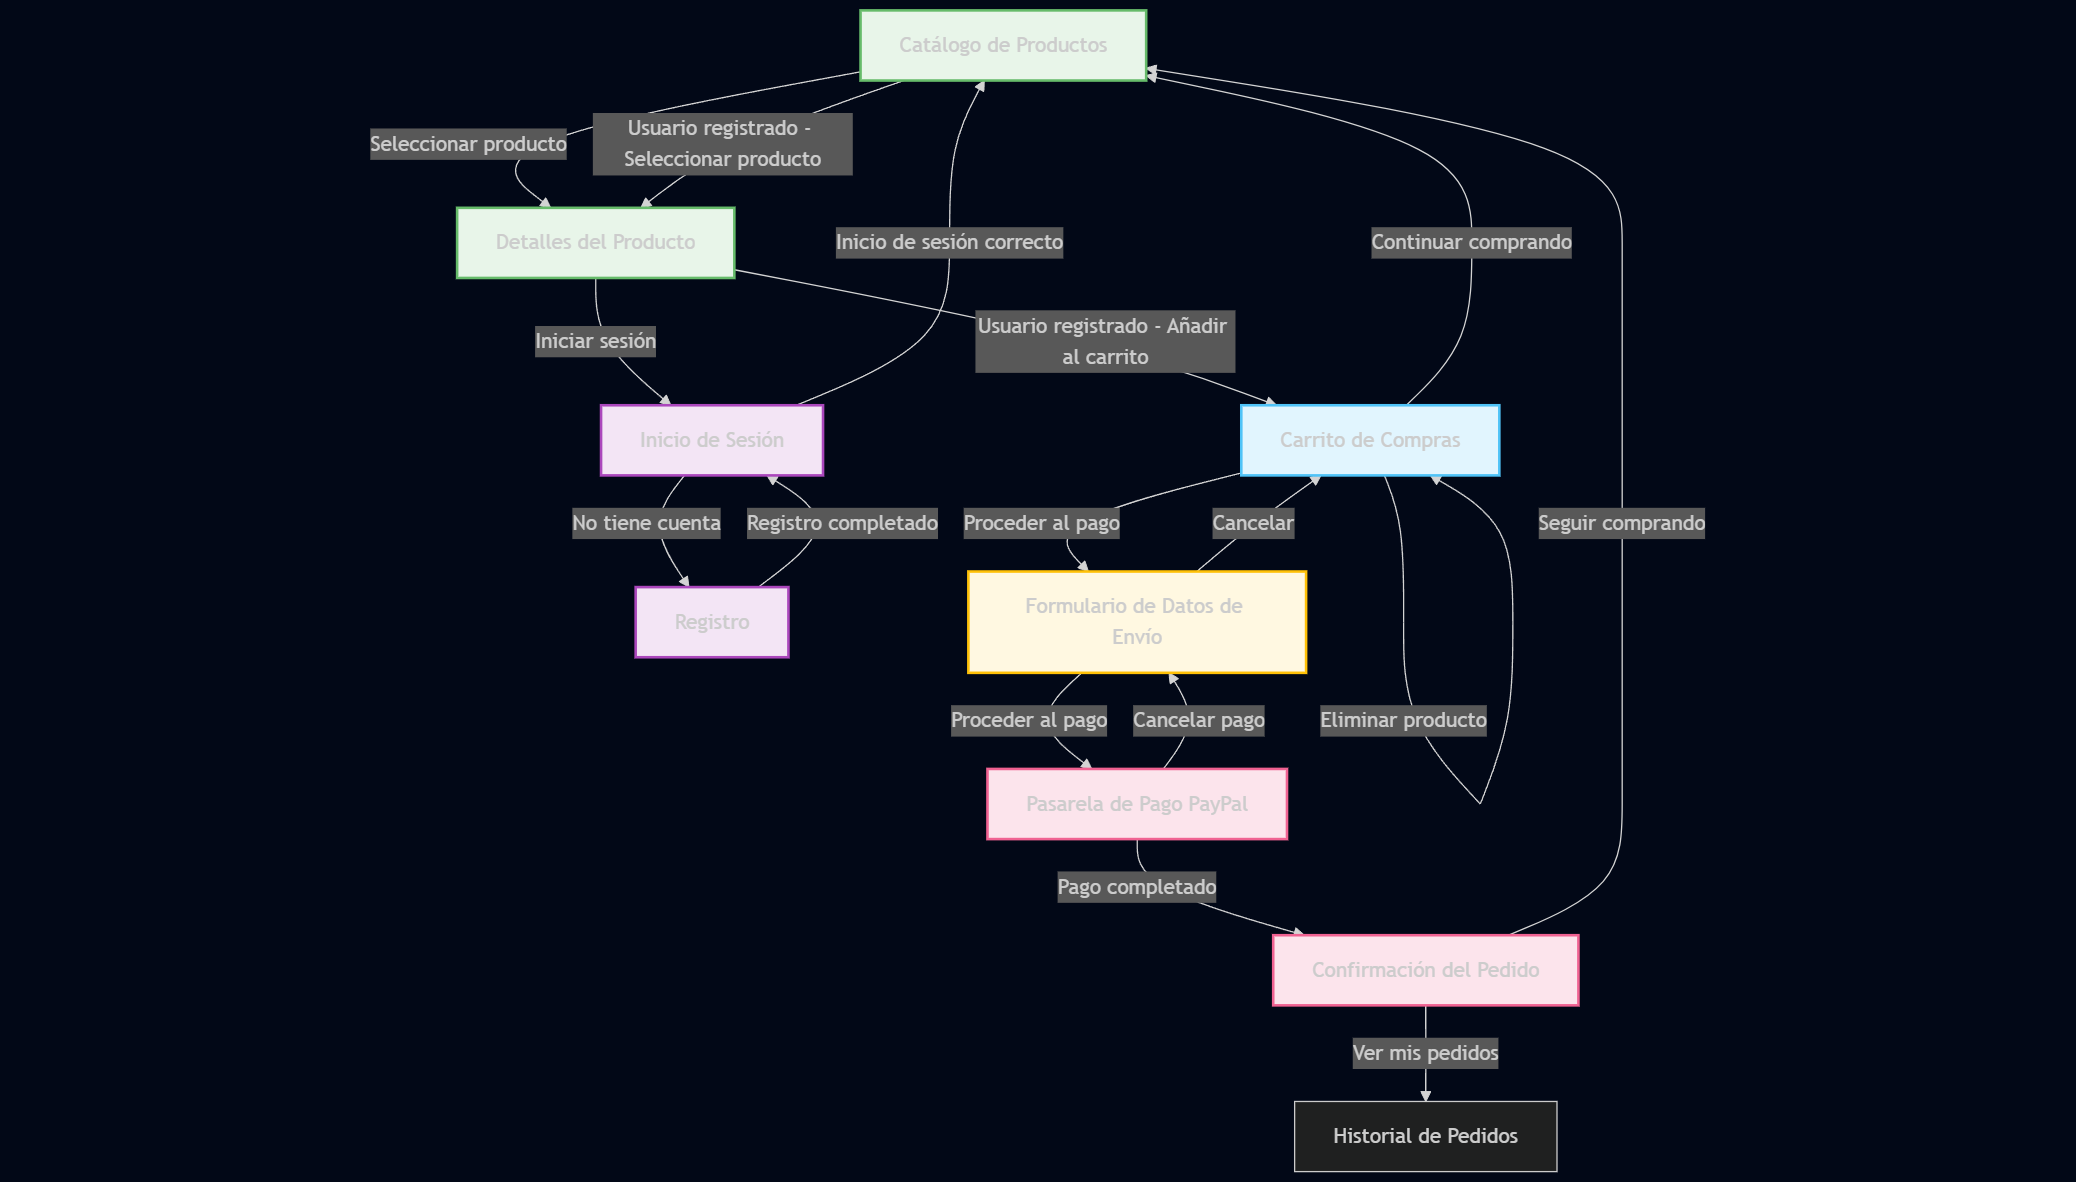 Catálogo de Productos
Seleccionar producto
Usuario registrado -
Seleccionar producto
Detalles del Producto
Inicio de sesión correcto
Continuar comprando
Iniciar sesión
Usuario registrado - Añadir
al carrito
Inicio de Sesión
Carrito de Compras
No tiene cuenta
Registro completado
Proceder al pago
Cancelar
Seguir comprando
Registro
Formulario de Datos de
Envío
Proceder al pago
Cancelar pago
Eliminar producto
Pasarela de Pago PayPal
Pago completado
Confirmación del Pedido
Ver mis pedidos
Historial de Pedidos